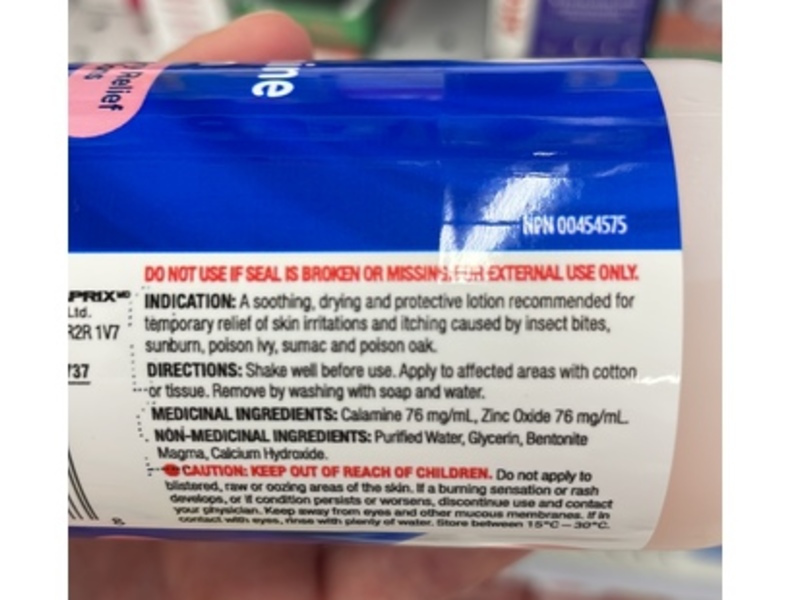 Relief
ine
NPN 00454575
DO NOT USE IF SEAL IS BROKEN OR MISSING. FOR EXTERNAL USE ONLY.
PRIX
Ltd.
R2R 1V7
737
INDICATION: A soothing, drying and protective lotion recommended for
temporary relief of skin irritations and itching caused by insect bites,
sunburn, poison ivy, sumac and poison oak.
DIRECTIONS: Shake well before use. Apply to affected areas with cotton
or tissue. Remove by washing with soap and water.
MEDICINAL INGREDIENTS: Calamine 76 mg/mL, Zinc Oxide 76 mg/mL.
NON-MEDICINAL INGREDIENTS: Purified Water, Glycerin, Bentonite
Magma, Calcium Hydroxide.
CAUTION: KEEP OUT OF REACH OF CHILDREN. Do not apply to
blistered, raw or oozing areas of the skin. If a burning sensation or rash
develops, or if condition persists or worsens, discontinue use and contact
your physician. Keep away from eyes and other mucous membranes. If in
contact with eyes, rinse with plenty of water. Store between 15°C – 30°C.
8